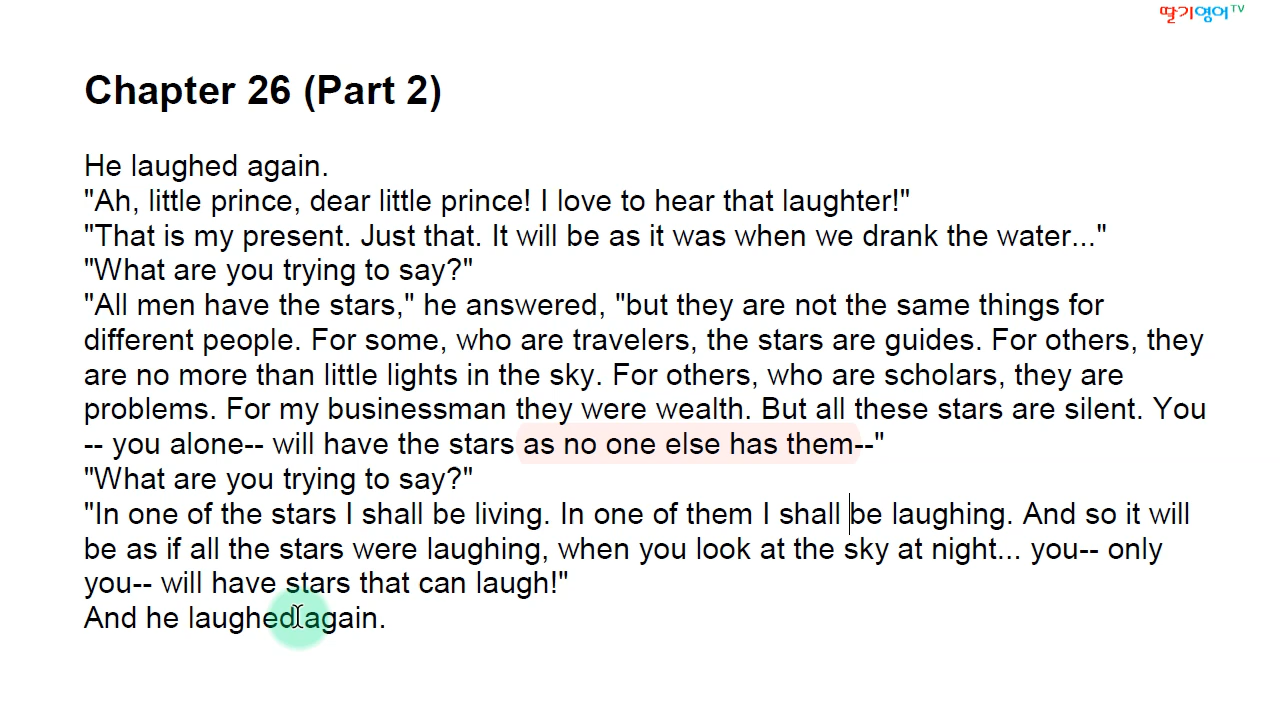 딸기영어TV
Chapter 26 (Part 2)
He laughed again.
"Ah, little prince, dear little prince! I love to hear that laughter!"
"That is my present. Just that. It will be as it was when we drank the water..."
"What are you trying to say?"
"All men have the stars," he answered, "but they are not the same things for
different people. For some, who are travelers, the stars are guides. For others, they
are no more than little lights in the sky. For others, who are scholars, they are
problems. For my businessman they were wealth. But all these stars are silent. You
-- you alone-- will have the stars as no one else has them--"
"What are you trying to say?"
"In one of the stars I shall be living. In one of them I shall be laughing. And so it will
be as if all the stars were laughing, when you look at the sky at night... you-- only
you-- will have stars that can laugh!"
And he laughed again.